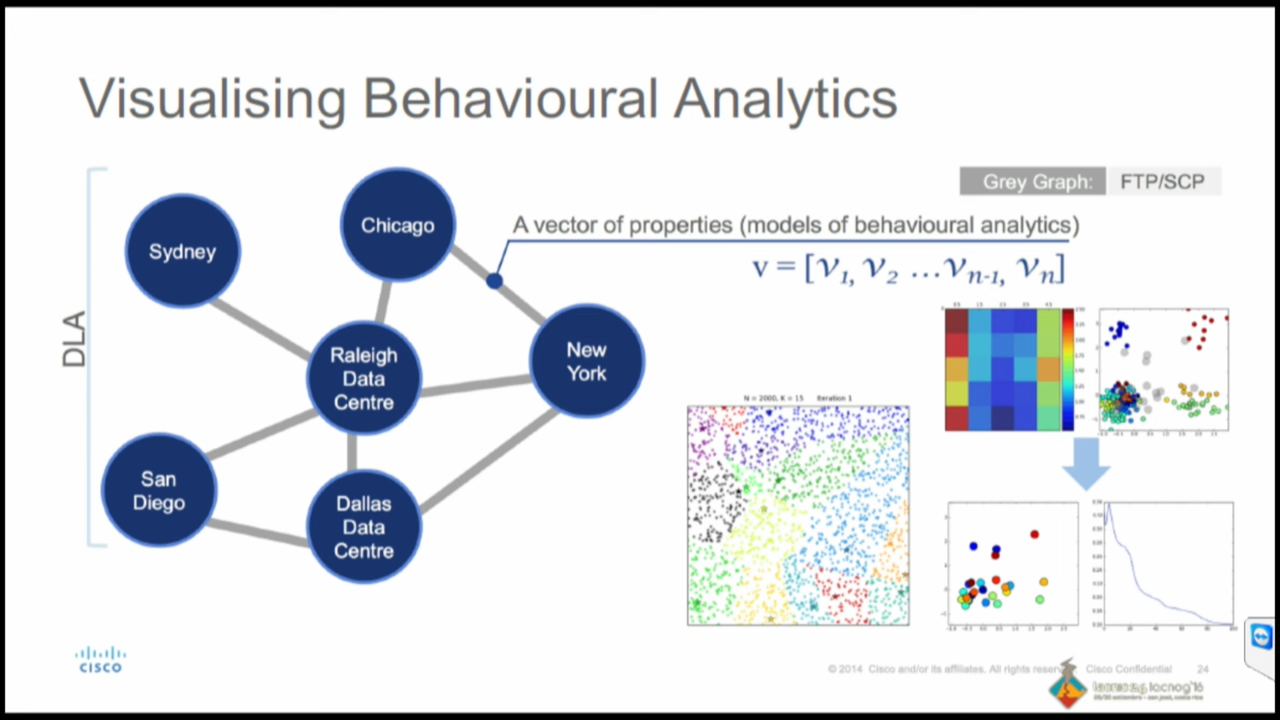 Visualising Behavioural Analytics
Grey Graph: FTP/SCP
A vector of properties (models of behavioural analytics)
v = [𝒱1, 𝒱2 ...𝒱n-1, 𝒱n]
DLA
Sydney
Chicago
Raleigh
Data
Centre
New
York
San
Diego
Dallas
Data
Centre
N = 2000, K = 15 Iteration 1
CISCO
© 2014 Cisco and/or its affiliates. All rights Cisco Confidential 24
lacnog'16